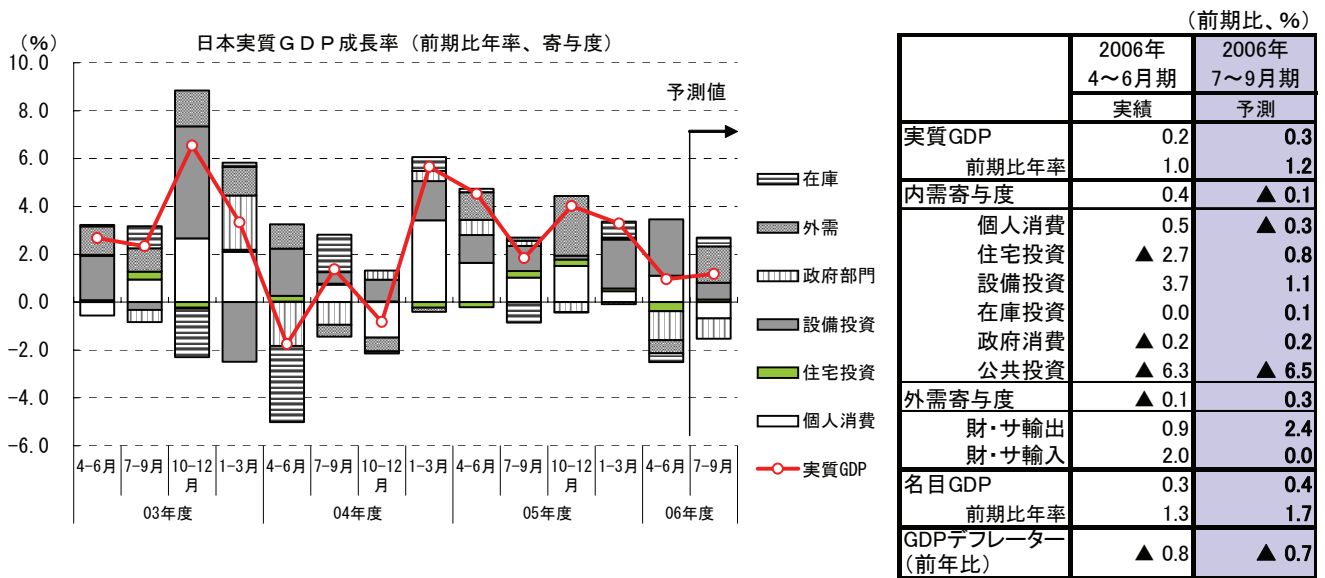 (%)
日本実質GDP成長率（前期比年率、寄与度）
10.0
8.0
6.0
4.0
2.0
0.0
-2.0
-4.0
-6.0
予測値
4-6月 7-9月 10-12月 1-3月 4-6月 7-9月 10-12月 1-3月 4-6月 7-9月 10-12月 1-3月 4-6月 7-9月
03年度 04年度 05年度 06年度
在庫
外需
政府部門
設備投資
住宅投資
個人消費
実質GDP
（前期比、%）
2006年 2006年
4～6月期 7～9月期
実績 予測
実質GDP 0.2 0.3
前期比年率 1.0 1.2
内需寄与度 0.4 ▲ 0.1
個人消費 0.5 ▲ 0.3
住宅投資 ▲ 2.7 0.8
設備投資 3.7 1.1
在庫投資 0.0 0.1
政府消費 ▲ 0.2 0.2
公共投資 ▲ 6.3 ▲ 6.5
外需寄与度 ▲ 0.1 0.3
財・サ輸出 0.9 2.4
財・サ輸入 2.0 0.0
名目GDP 0.3 0.4
前期比年率 1.3 1.7
GDPデフレーター
(前年比) ▲ 0.8 ▲ 0.7